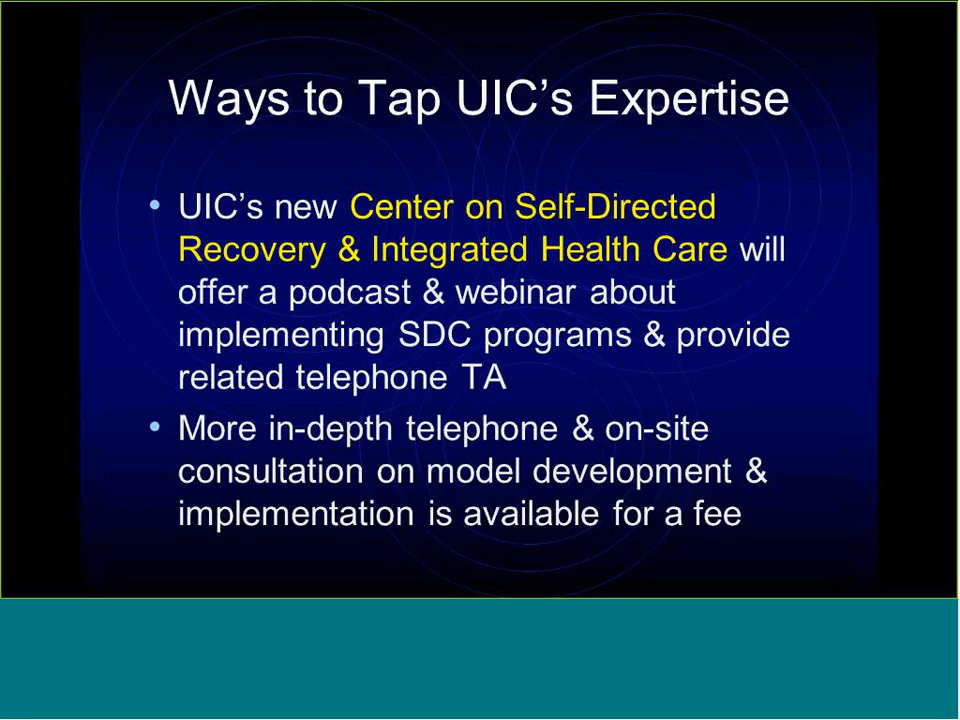 Ways to Tap UIC’s Expertise
• UIC’s new Center on Self-Directed
Recovery & Integrated Health Care will
offer a podcast & webinar about
implementing SDC programs & provide
related telephone TA
• More in-depth telephone & on-site
consultation on model development &
implementation is available for a fee